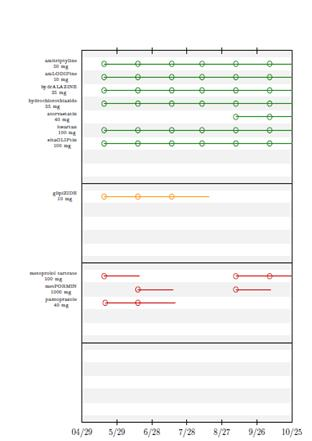 amitriptyline
50 mg
amLODIPine
10 mg
hydrALAZINE
25 mg
hydrochlorothiazide
25 mg
atorvastatin
40 mg
losartan
100 mg
sitaGLIPtin
100 mg
glipiZIDE
10 mg
metoprolol tartrate
100 mg
metFORMIN
1000 mg
pantoprazole
40 mg
04/29 5/29 6/28 7/28 8/27 9/26 10/25